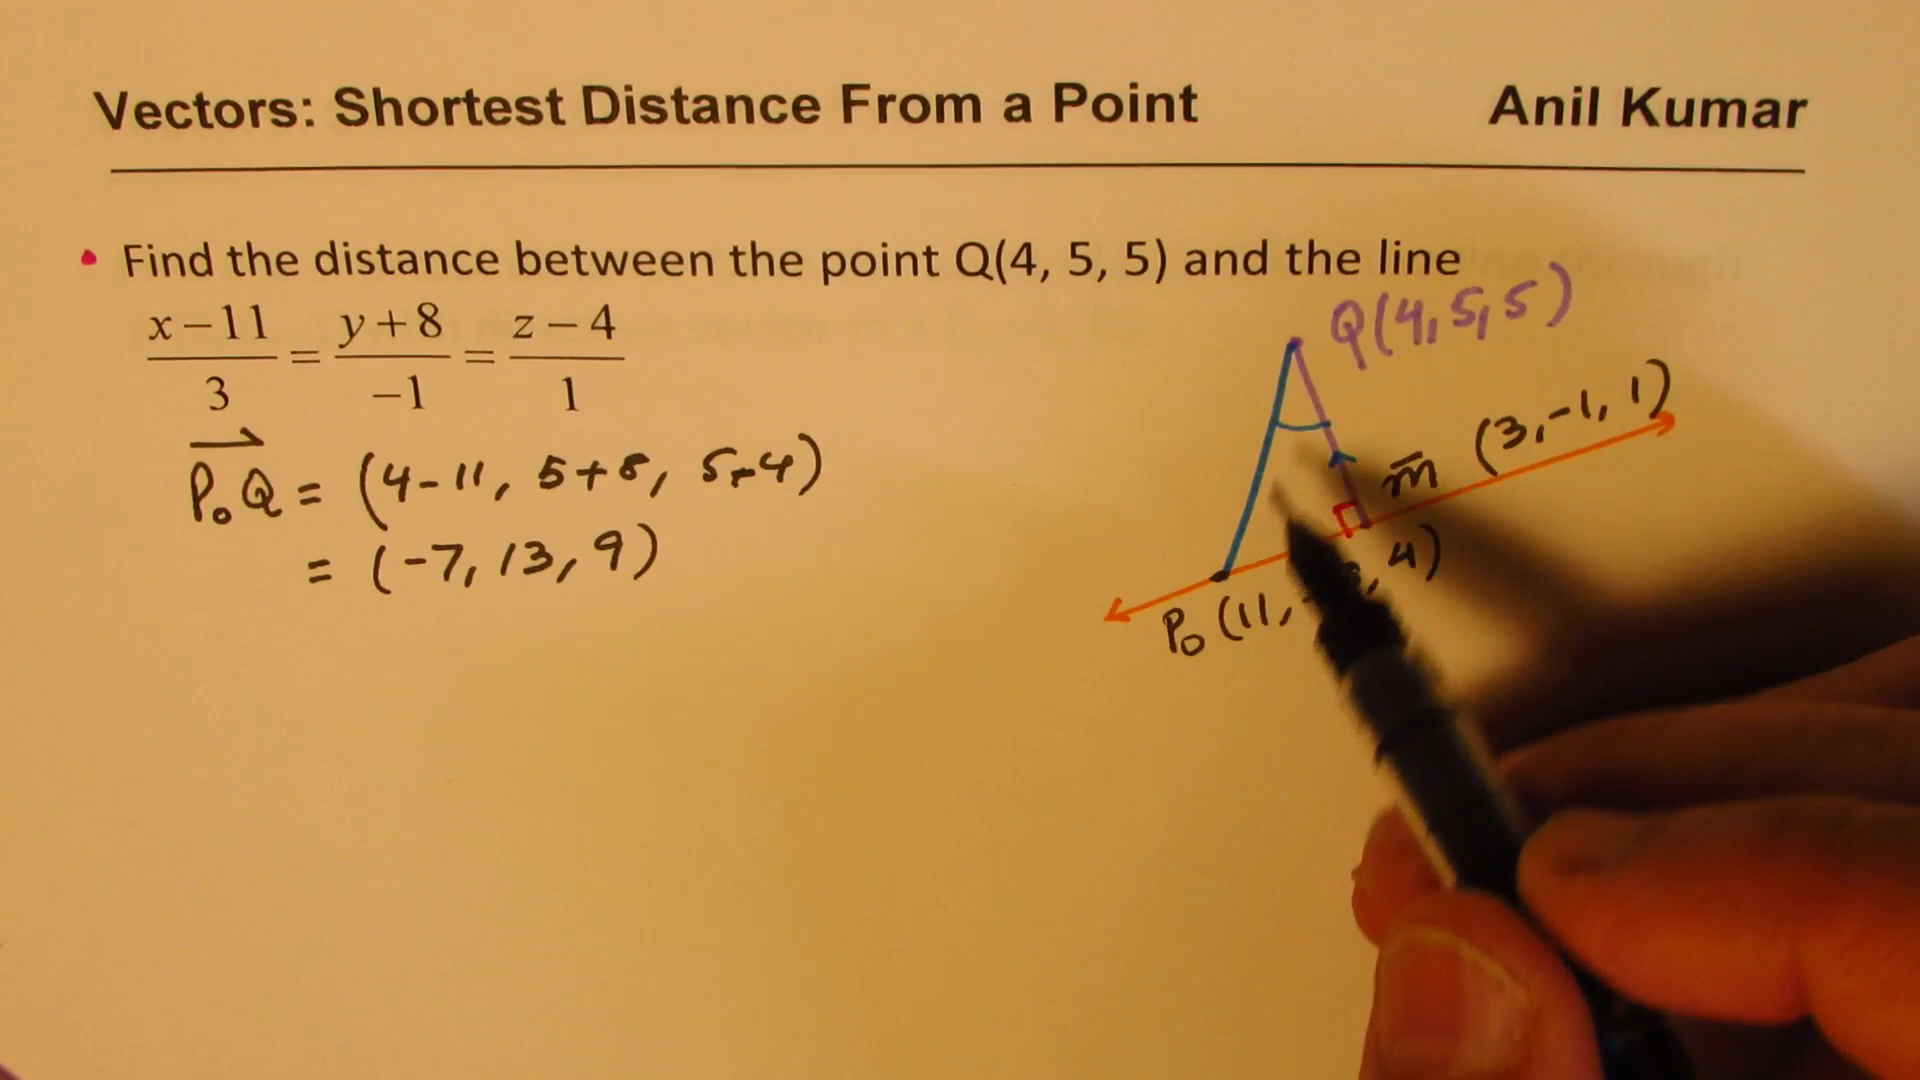 Vectors: Shortest Distance From a Point Anil Kumar
• Find the distance between the point Q(4, 5, 5) and the line
x−11/3 = y+8/−1 = z−4/1
Q(4, 5, 5)
m̄ (3, -1, 1)
P₀Q = (4-11, 5+8, 5-4)
= (-7, 13, 9)
P₀ (11, , 4)